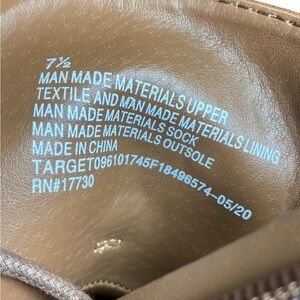 7½
MAN MADE MATERIALS UPPER
TEXTILE AND MAN MADE MATERIALS LINING
MAN MADE MATERIALS SOCK
MAN MADE MATERIALS OUTSOLE
MADE IN CHINA
TARGET096101745F18496574-05/20
RN#17730